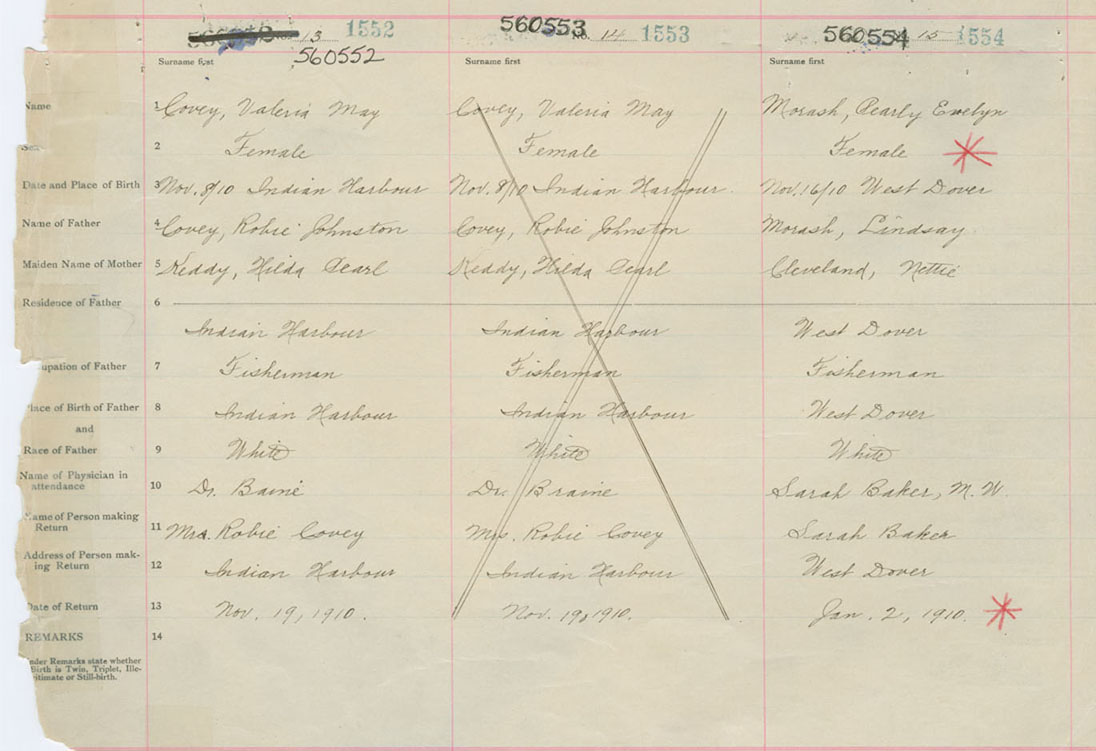 13 1552 560553 No. 14 1553 560554 15 1554
560552
Surname first Surname first Surname first
Name 1 Covey, Valeria May Covey, Valeria May Morash, Pearly Evelyn
Sex 2 Female Female Female
Date and Place of Birth 3 Nov. 8/10 Indian Harbour Nov. 8/10 Indian Harbour. Nov. 16/10 West Dover
Name of Father 4 Covey, Robie Johnston Covey, Robie Johnston Morash, Lindsay.
Maiden Name of Mother 5 Keddy, Hilda Pearl Keddy, Hilda Pearl Cleveland, Nettie
Residence of Father 6
Indian Harbour Indian Harbour West Dover
upation of Father 7 Fisherman Fisherman Fisherman
lace of Birth of Father 8 Indian Harbour Indian Harbour West Dover
and
Race of Father 9 White White White
Name of Physician in
attendance 10 Dr. Baine Dr. Braine Sarah Baker, M. W.
Name of Person making
Return 11 Mrs. Robie Covey Mrs. Robie Covey Sarah Baker
Address of Person mak-
ing Return 12 Indian Harbour Indian Harbour West Dover
Date of Return 13 Nov. 19, 1910. Nov. 19, 1910. Jan. 2, 1910.
REMARKS 14
nder Remarks state whether
Birth is Twin, Triplet, Ille-
gitimate or Still-birth.